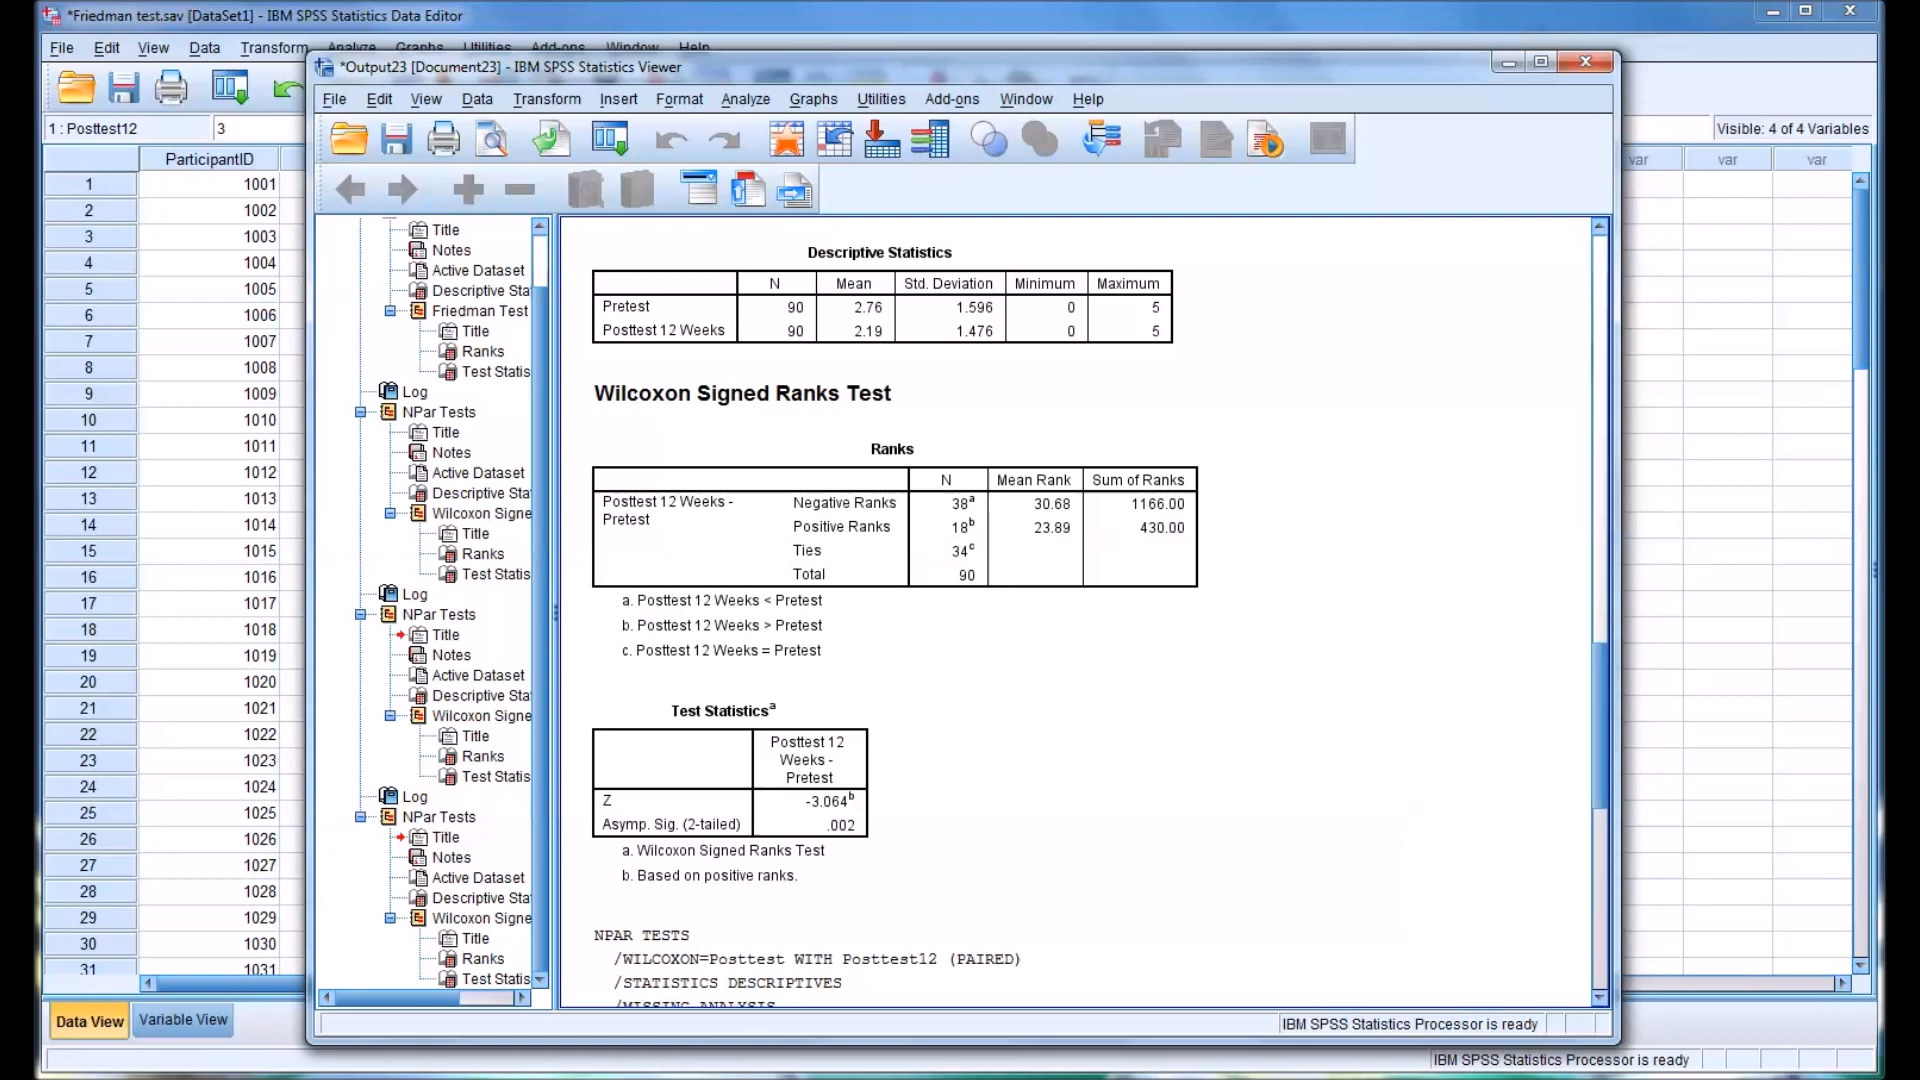 *Friedman test.sav [DataSet1] - IBM SPSS Statistics Data Editor
File Edit View Data Transform Analyze Graphs Utilities Add-ons Window Help
1 : Posttest12 3
Visible: 4 of 4 Variables
ParticipantID
var var var
1 1001
2 1002
3 1003
4 1004
5 1005
6 1006
7 1007
8 1008
9 1009
10 1010
11 1011
12 1012
13 1013
14 1014
15 1015
16 1016
17 1017
18 1018
19 1019
20 1020
21 1021
22 1022
23 1023
24 1024
25 1025
26 1026
27 1027
28 1028
29 1029
30 1030
31 1031
Data View Variable View
IBM SPSS Statistics Processor is ready
*Output23 [Document23] - IBM SPSS Statistics Viewer
File Edit View Data Transform Insert Format Analyze Graphs Utilities Add-ons Window Help
Title
Notes
Active Dataset
Descriptive Sta
Friedman Test
Title
Ranks
Test Statis
Log
NPar Tests
Title
Notes
Active Dataset
Descriptive Sta
Wilcoxon Signe
Title
Ranks
Test Statis
Log
NPar Tests
Title
Notes
Active Dataset
Descriptive Sta
Wilcoxon Signe
Title
Ranks
Test Statis
Log
NPar Tests
Title
Notes
Active Dataset
Descriptive Sta
Wilcoxon Signe
Title
Ranks
Test Statis
Descriptive Statistics
N Mean Std. Deviation Minimum Maximum
Pretest 90 2.76 1.596 0 5
Posttest 12 Weeks 90 2.19 1.476 0 5
Wilcoxon Signed Ranks Test
Ranks
N Mean Rank Sum of Ranks
Posttest 12 Weeks - Negative Ranks 38a 30.68 1166.00
Pretest Positive Ranks 18b 23.89 430.00
Ties 34c
Total 90
a. Posttest 12 Weeks < Pretest
b. Posttest 12 Weeks > Pretest
c. Posttest 12 Weeks = Pretest
Test Statisticsa
Posttest 12
Weeks -
Pretest
Z -3.064b
Asymp. Sig. (2-tailed) .002
a. Wilcoxon Signed Ranks Test
b. Based on positive ranks.
NPAR TESTS
/WILCOXON=Posttest WITH Posttest12 (PAIRED)
/STATISTICS DESCRIPTIVES
/MISSING ANALYSIS
IBM SPSS Statistics Processor is ready